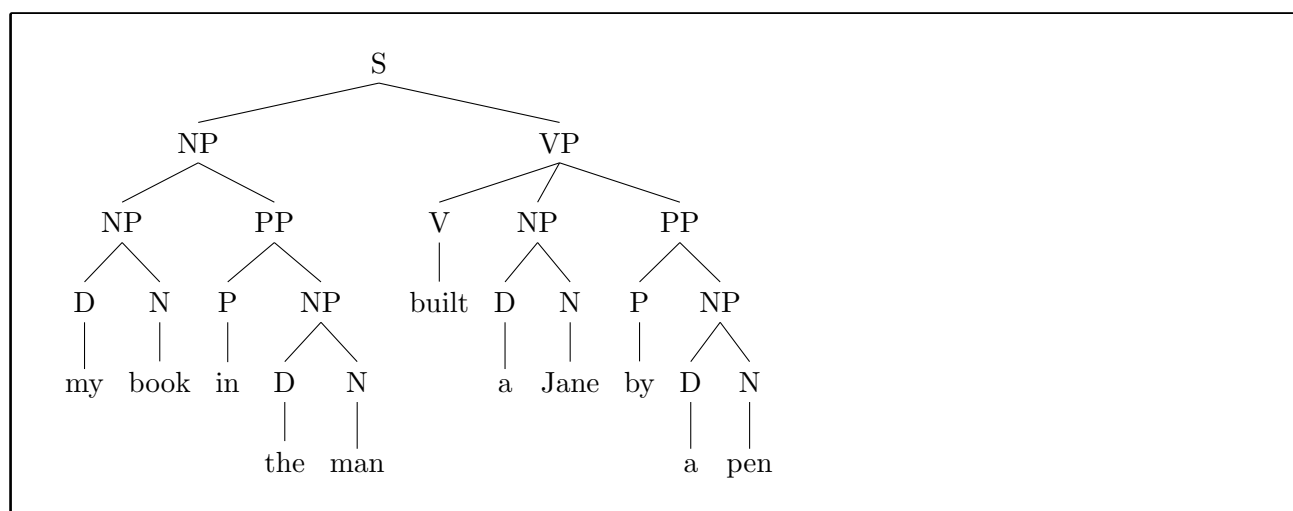 S
NP VP
NP PP V NP PP
D N P NP built D N P NP
my book in D N a Jane by D N
the man a pen